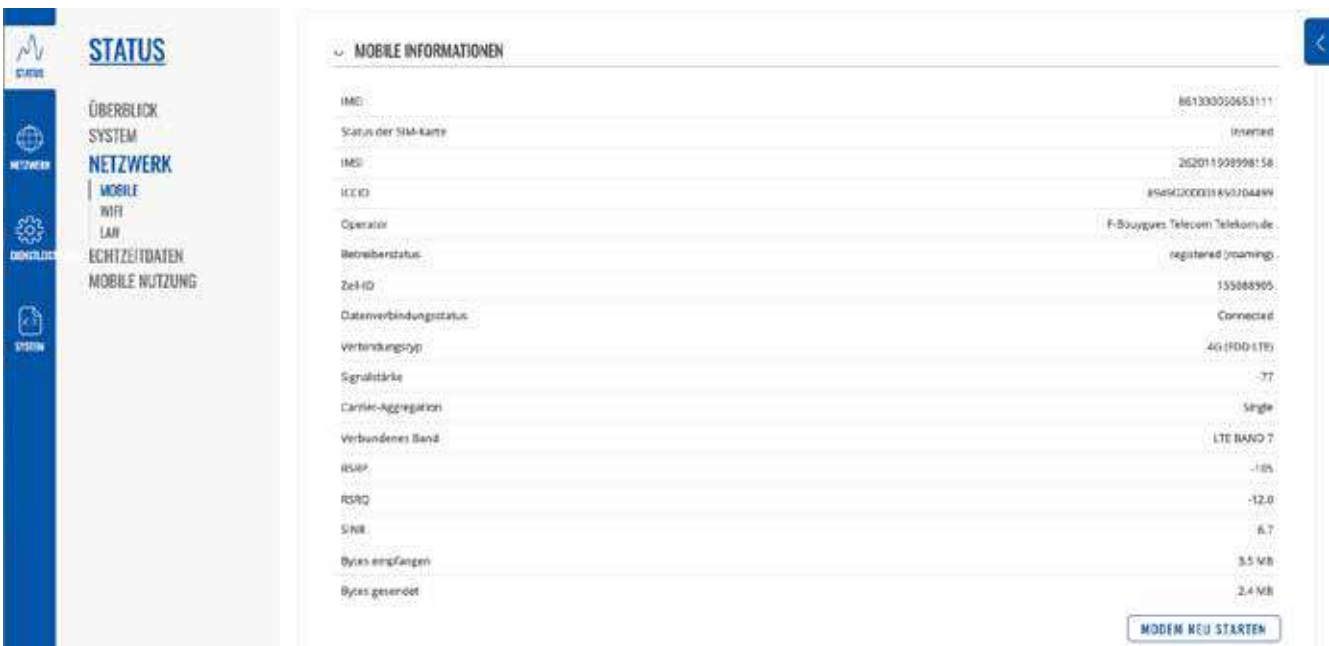 STATUS
STATUS
ÜBERBLICK
SYSTEM
NETZWERK
MOBILE
WIFI
LAN
ECHTZEITDATEN
MOBILE NUTZUNG
NETZWERK
SYSTEM
MOBILE INFORMATIONEN
IMEI
Status der SIM-Karte Inserted
IMSI
ICCID
Operator F-Bouygues Telecom Telekom.de
Betreiberstatus registered (roaming)
Zell-ID 155088905
Datenverbindungsstatus Connected
Verbindungstyp 4G (FDD LTE)
Signalstärke -77
Carrier-Aggregation Single
Verbundenes Band LTE BAND 7
RSRP -105
RSRQ -12.0
SINR 6.7
Bytes empfangen 3.5 MB
Bytes gesendet 2.4 MB
MODEM NEU STARTEN